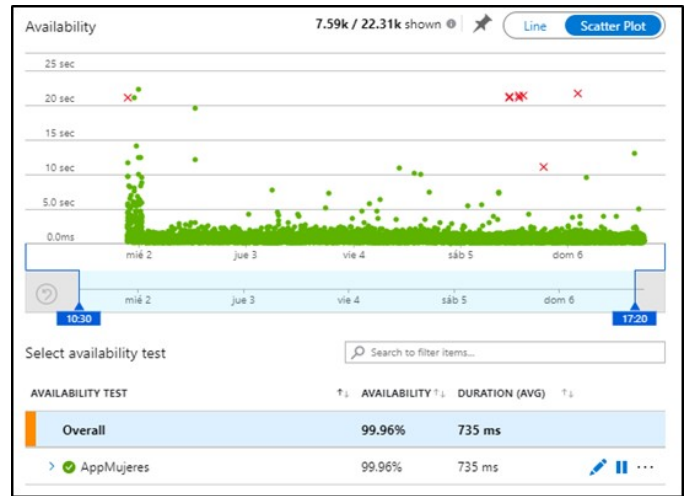 Availability 7.59k / 22.31k shown Line Scatter Plot
25 sec
20 sec
15 sec
10 sec
5.0 sec
0.0ms
mié 2 jue 3 vie 4 sáb 5 dom 6
mié 2 jue 3 vie 4 sáb 5 dom 6
10:30 17:20
Select availability test Search to filter items...
AVAILABILITY TEST AVAILABILITY DURATION (AVG)
Overall 99.96% 735 ms
AppMujeres 99.96% 735 ms